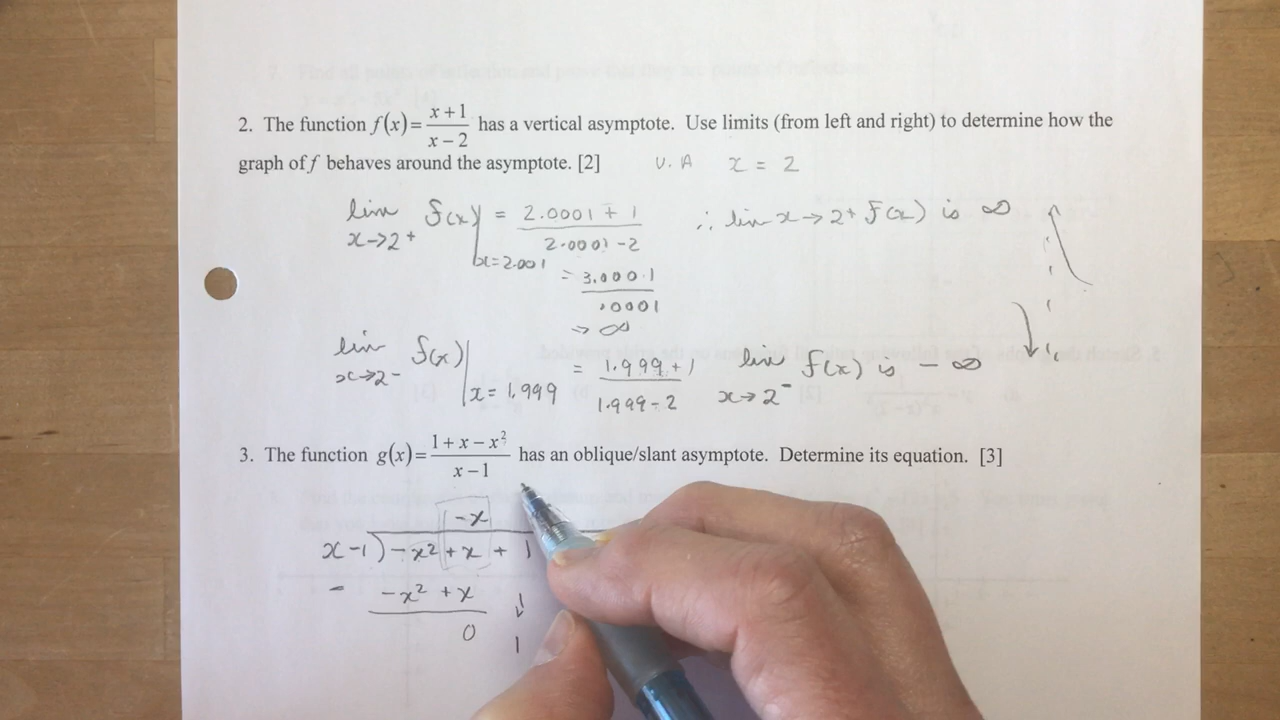 2. The function f(x)= (x+1)/(x−2) has a vertical asymptote. Use limits (from left and right) to determine how the
graph of f behaves around the asymptote. [2] V.A x = 2
lim x→2⁺ f(x)|x=2.001 = (2.0001 + 1)/(2.0001 - 2) ∴ lim x→2⁺ f(x) is ∞
= 3.0001/.0001
=> ∞
lim x→2⁻ f(x)|x=1.999 = (1.999+1)/(1.999-2) lim x→2⁻ f(x) is - ∞
3. The function g(x)= (1+x−x²)/(x−1) has an oblique/slant asymptote. Determine its equation. [3]
-x
x-1 ) -x² + x + 1
- -x² + x
0 1